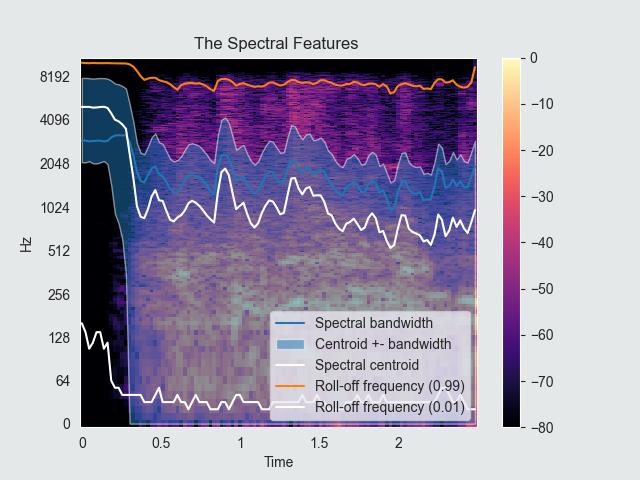 The Spectral Features
8192
4096
2048
1024
512
256
128
64
0
Hz
0
0.5
1
1.5
2
Time
Spectral bandwidth
Centroid +- bandwidth
Spectral centroid
Roll-off frequency (0.99)
Roll-off frequency (0.01)
0
−10
−20
−30
−40
−50
−60
−70
−80